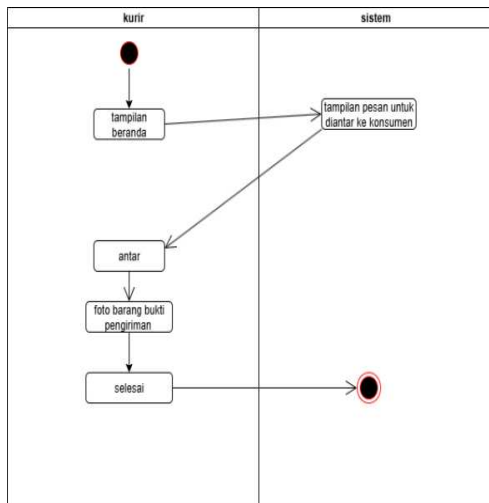 kurir
sistem
tampilan
beranda
tampilan pesan untuk
diantar ke konsumen
antar
foto barang bukti
pengiriman
selesai